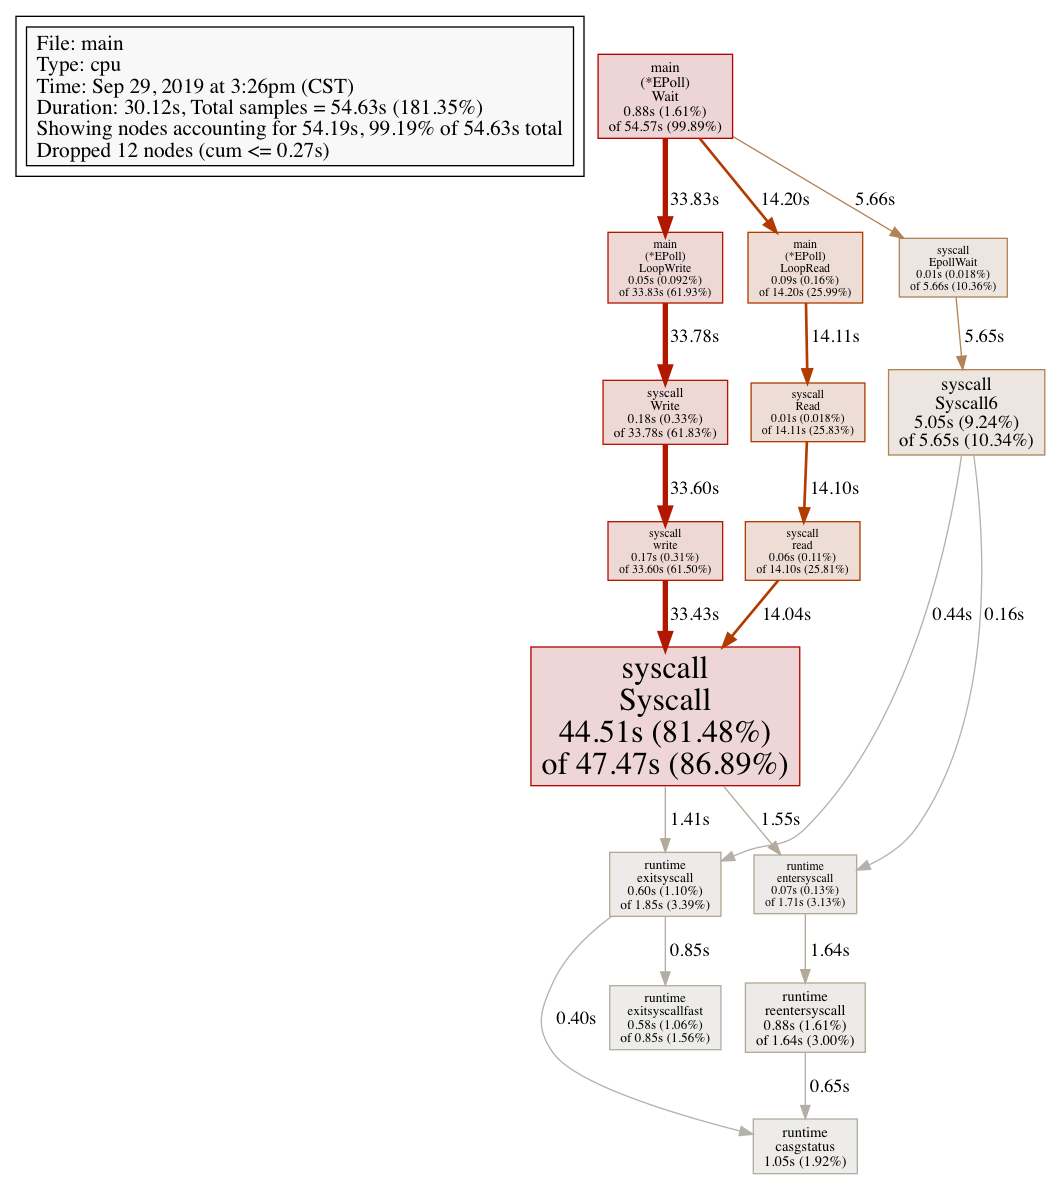 File: main
Type: cpu
Time: Sep 29, 2019 at 3:26pm (CST)
Duration: 30.12s, Total samples = 54.63s (181.35%)
Showing nodes accounting for 54.19s, 99.19% of 54.63s total
Dropped 12 nodes (cum <= 0.27s)
main
(*EPoll)
Wait
0.88s (1.61%)
of 54.57s (99.89%)
33.83s
14.20s
5.66s
main
(*EPoll)
LoopWrite
0.05s (0.092%)
of 33.83s (61.93%)
main
(*EPoll)
LoopRead
0.09s (0.16%)
of 14.20s (25.99%)
syscall
EpollWait
0.01s (0.018%)
of 5.66s (10.36%)
33.78s
14.11s
5.65s
syscall
Write
0.18s (0.33%)
of 33.78s (61.83%)
syscall
Read
0.01s (0.018%)
of 14.11s (25.83%)
syscall
Syscall6
5.05s (9.24%)
of 5.65s (10.34%)
33.60s
14.10s
syscall
write
0.17s (0.31%)
of 33.60s (61.50%)
syscall
read
0.06s (0.11%)
of 14.10s (25.81%)
33.43s
14.04s
0.44s
0.16s
syscall
Syscall
44.51s (81.48%)
of 47.47s (86.89%)
1.41s
1.55s
runtime
exitsyscall
0.60s (1.10%)
of 1.85s (3.39%)
runtime
entersyscall
0.07s (0.13%)
of 1.71s (3.13%)
0.85s
1.64s
runtime
exitsyscallfast
0.58s (1.06%)
of 0.85s (1.56%)
runtime
reentersyscall
0.88s (1.61%)
of 1.64s (3.00%)
0.40s
0.65s
runtime
casgstatus
1.05s (1.92%)